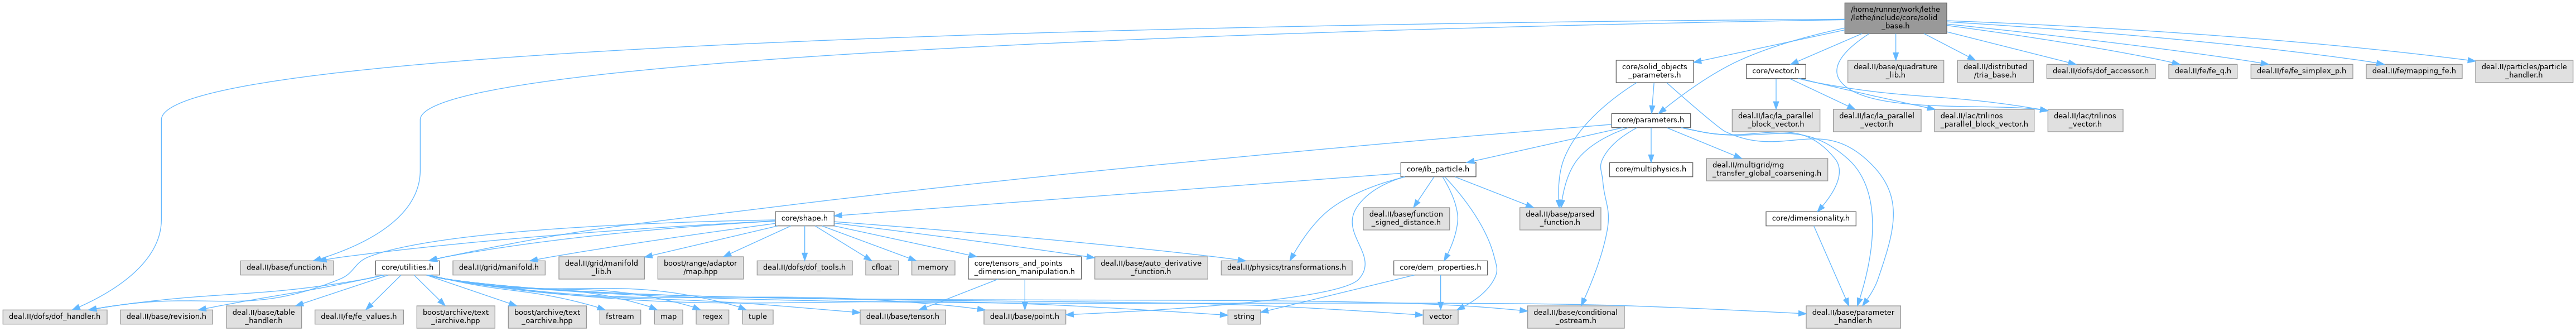 /home/runner/work/lethe
/lethe/include/core/solid
_base.h
core/solid_objects
_parameters.h
core/vector.h
deal.II/base/quadrature
_lib.h
deal.II/distributed
/tria_base.h
deal.II/dofs/dof_accessor.h
deal.II/fe/fe_q.h
deal.II/fe/fe_simplex_p.h
deal.II/fe/mapping_fe.h
deal.II/particles/particle
_handler.h
core/parameters.h
deal.II/lac/la_parallel
_block_vector.h
deal.II/lac/la_parallel
_vector.h
deal.II/lac/trilinos
_parallel_block_vector.h
deal.II/lac/trilinos
_vector.h
core/ib_particle.h
core/multiphysics.h
deal.II/multigrid/mg
_transfer_global_coarsening.h
core/shape.h
deal.II/base/function
_signed_distance.h
deal.II/base/parsed
_function.h
core/dimensionality.h
deal.II/base/function.h
core/utilities.h
deal.II/grid/manifold.h
deal.II/grid/manifold
_lib.h
boost/range/adaptor
/map.hpp
deal.II/dofs/dof_tools.h
cfloat
memory
core/tensors_and_points
_dimension_manipulation.h
deal.II/base/auto_derivative
_function.h
deal.II/physics/transformations.h
core/dem_properties.h
deal.II/dofs/dof_handler.h
deal.II/base/revision.h
deal.II/base/table
_handler.h
deal.II/fe/fe_values.h
boost/archive/text
_iarchive.hpp
boost/archive/text
_oarchive.hpp
fstream
map
regex
tuple
deal.II/base/tensor.h
deal.II/base/point.h
string
vector
deal.II/base/conditional
_ostream.h
deal.II/base/parameter
_handler.h